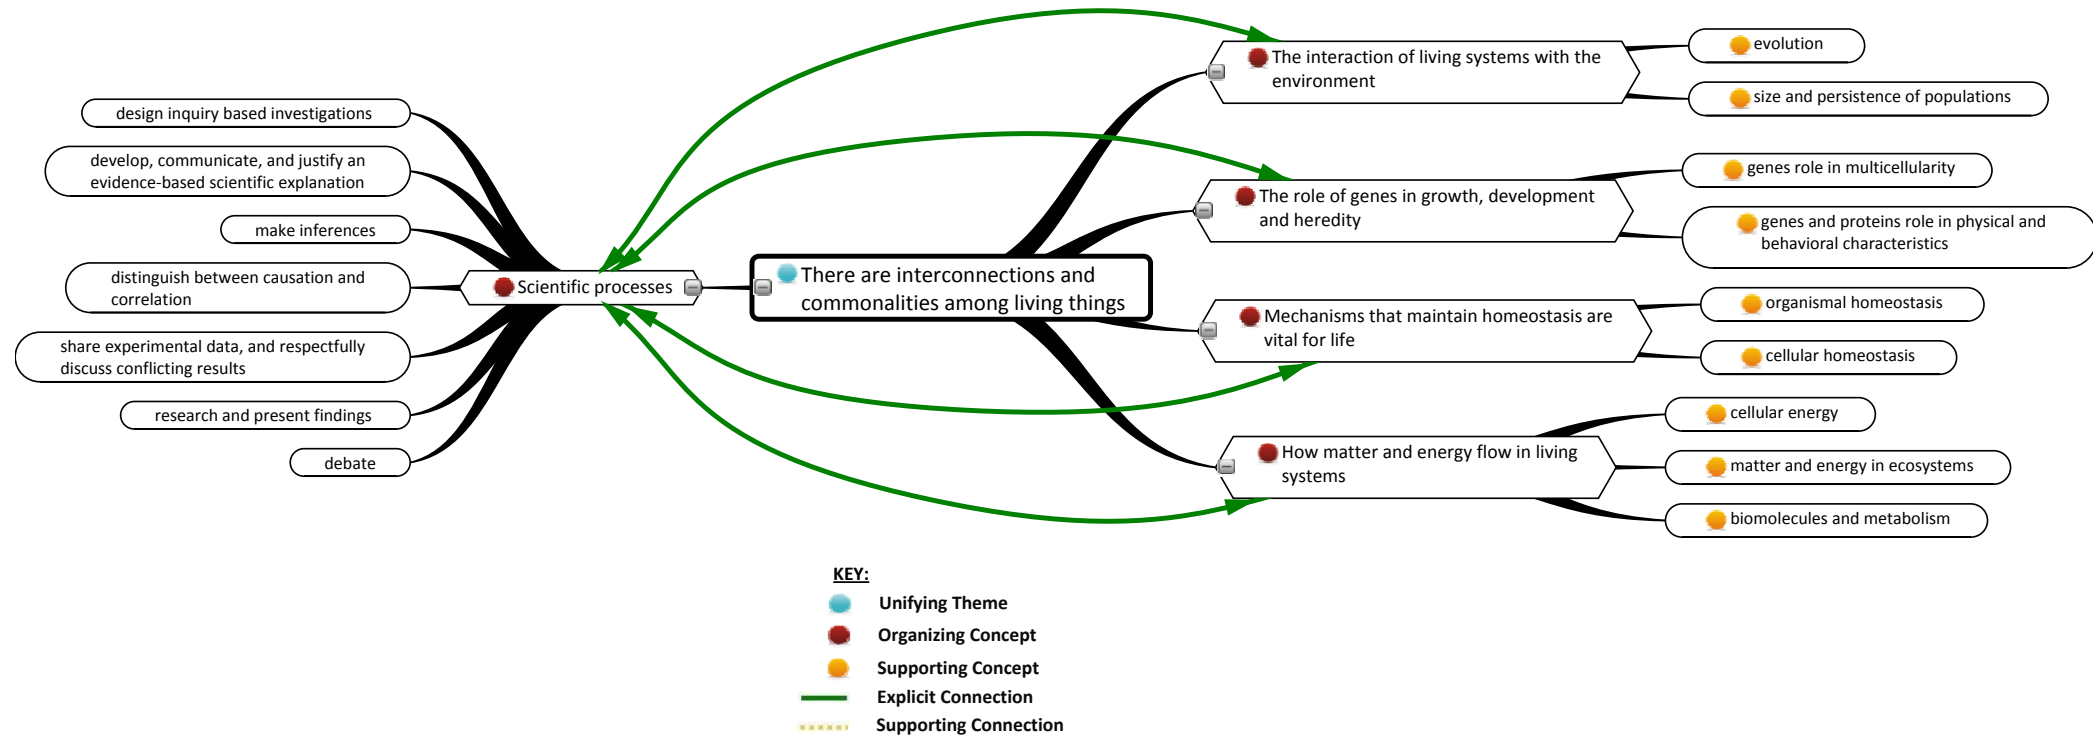 design inquiry based investigations
develop, communicate, and justify an
evidence-based scientific explanation
make inferences
distinguish between causation and
correlation
share experimental data, and respectfully
discuss conflicting results
research and present findings
debate
Scientific processes
There are interconnections and
commonalities among living things
The interaction of living systems with the
environment
evolution
size and persistence of populations
The role of genes in growth, development
and heredity
genes role in multicellularity
genes and proteins role in physical and
behavioral characteristics
Mechanisms that maintain homeostasis are
vital for life
organismal homeostasis
cellular homeostasis
How matter and energy flow in living
systems
cellular energy
matter and energy in ecosystems
biomolecules and metabolism
KEY:
Unifying Theme
Organizing Concept
Supporting Concept
Explicit Connection
Supporting Connection